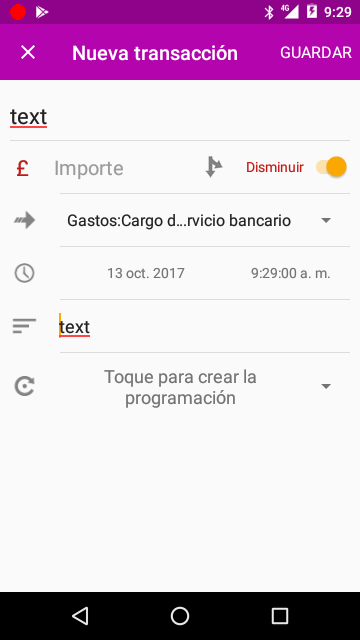 4G 9:29
Nueva transacción GUARDAR
text
£ Importe Disminuir
Gastos:Cargo d...rvicio bancario
13 oct. 2017 9:29:00 a. m.
text
Toque para crear la
programación